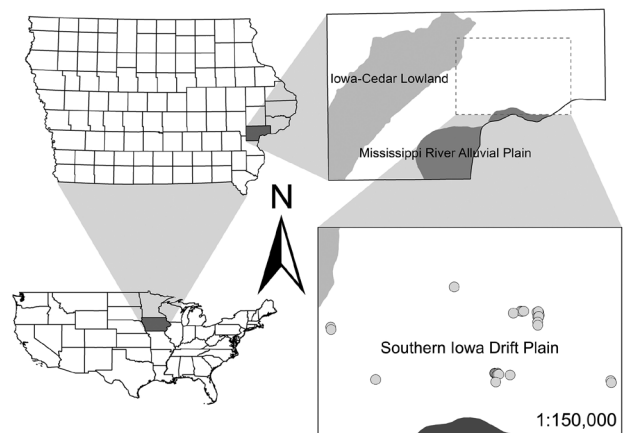 Iowa-Cedar Lowland
Mississippi River Alluvial Plain
N
Southern Iowa Drift Plain
1:150,000